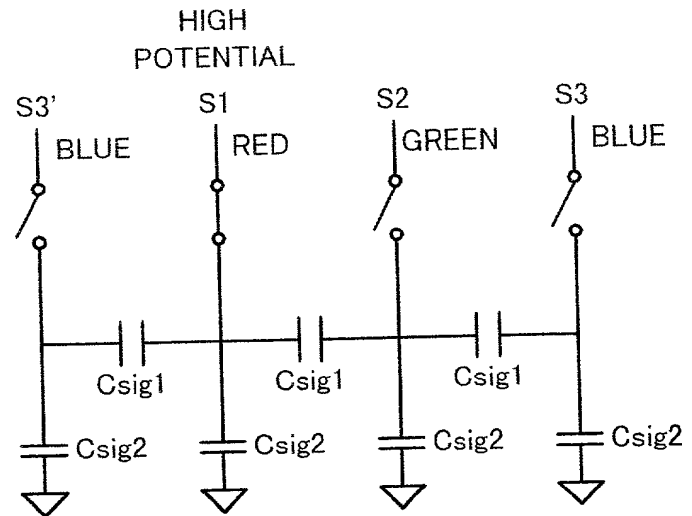 HIGH
POTENTIAL
S3' S1 S2 S3
BLUE RED GREEN BLUE
Csig1 Csig1 Csig1
Csig2 Csig2 Csig2 Csig2